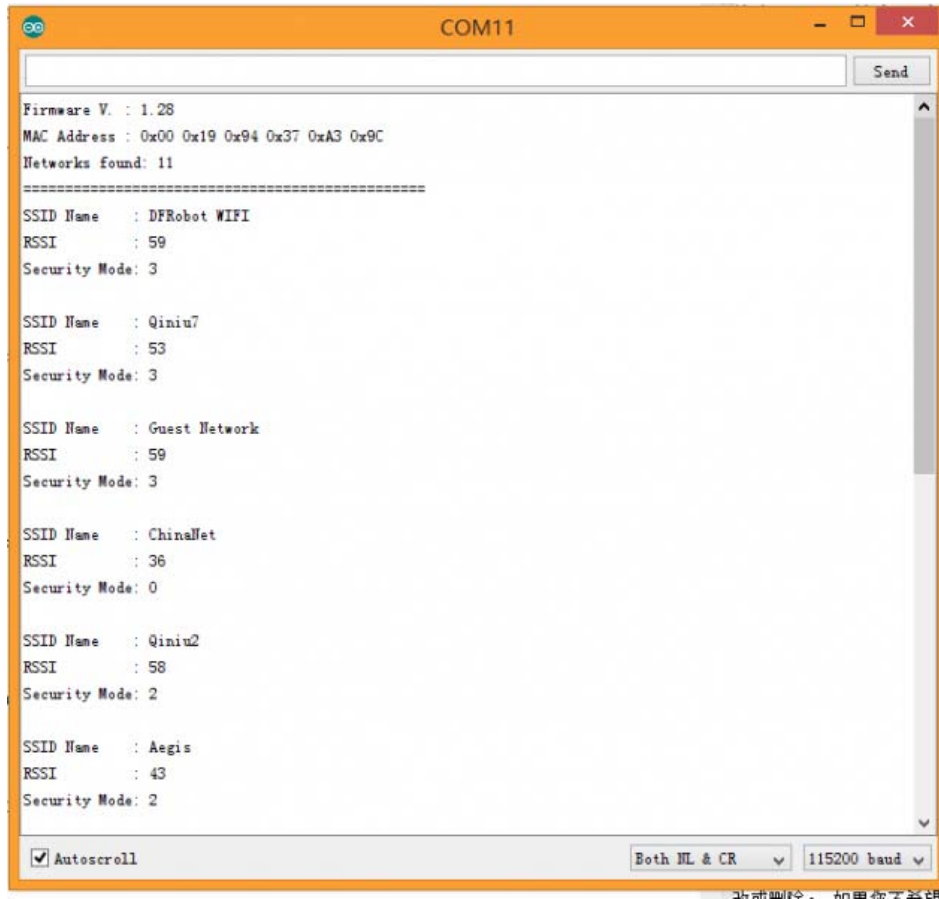 COM11
Send
Firmware V. : 1.28
MAC Address : 0x00 0x19 0x94 0x37 0xA3 0x9C
Networks found: 11
================================================
SSID Name : DFRobot WIFI
RSSI : 59
Security Mode: 3
SSID Name : Qiniu7
RSSI : 53
Security Mode: 3
SSID Name : Guest Network
RSSI : 59
Security Mode: 3
SSID Name : ChinaNet
RSSI : 36
Security Mode: 0
SSID Name : Qiniu2
RSSI : 58
Security Mode: 2
SSID Name : Aegis
RSSI : 43
Security Mode: 2
Autoscroll
Both NL & CR
115200 baud